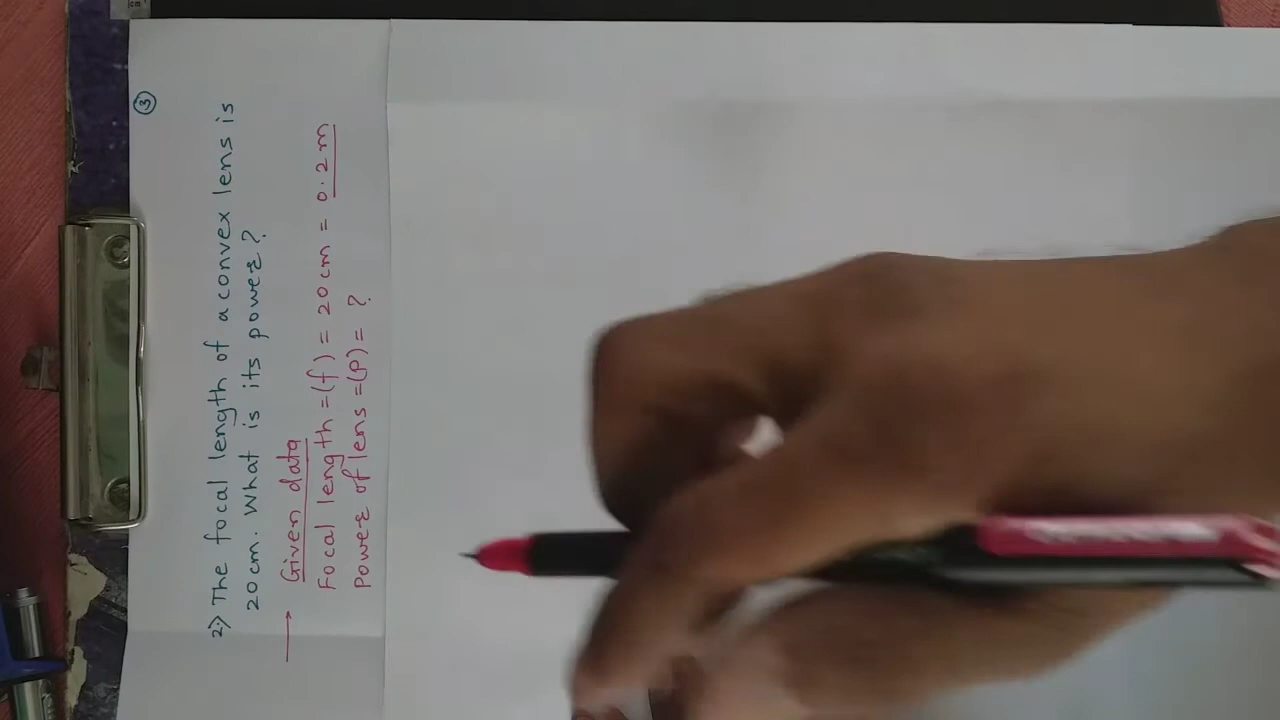 ③
2⟩ The focal length of a convex lens is
20 cm. What is its power?
→ Given data
Focal length =(f) = 20 cm = 0.2 m
Power of lens =(P) = ?
cm